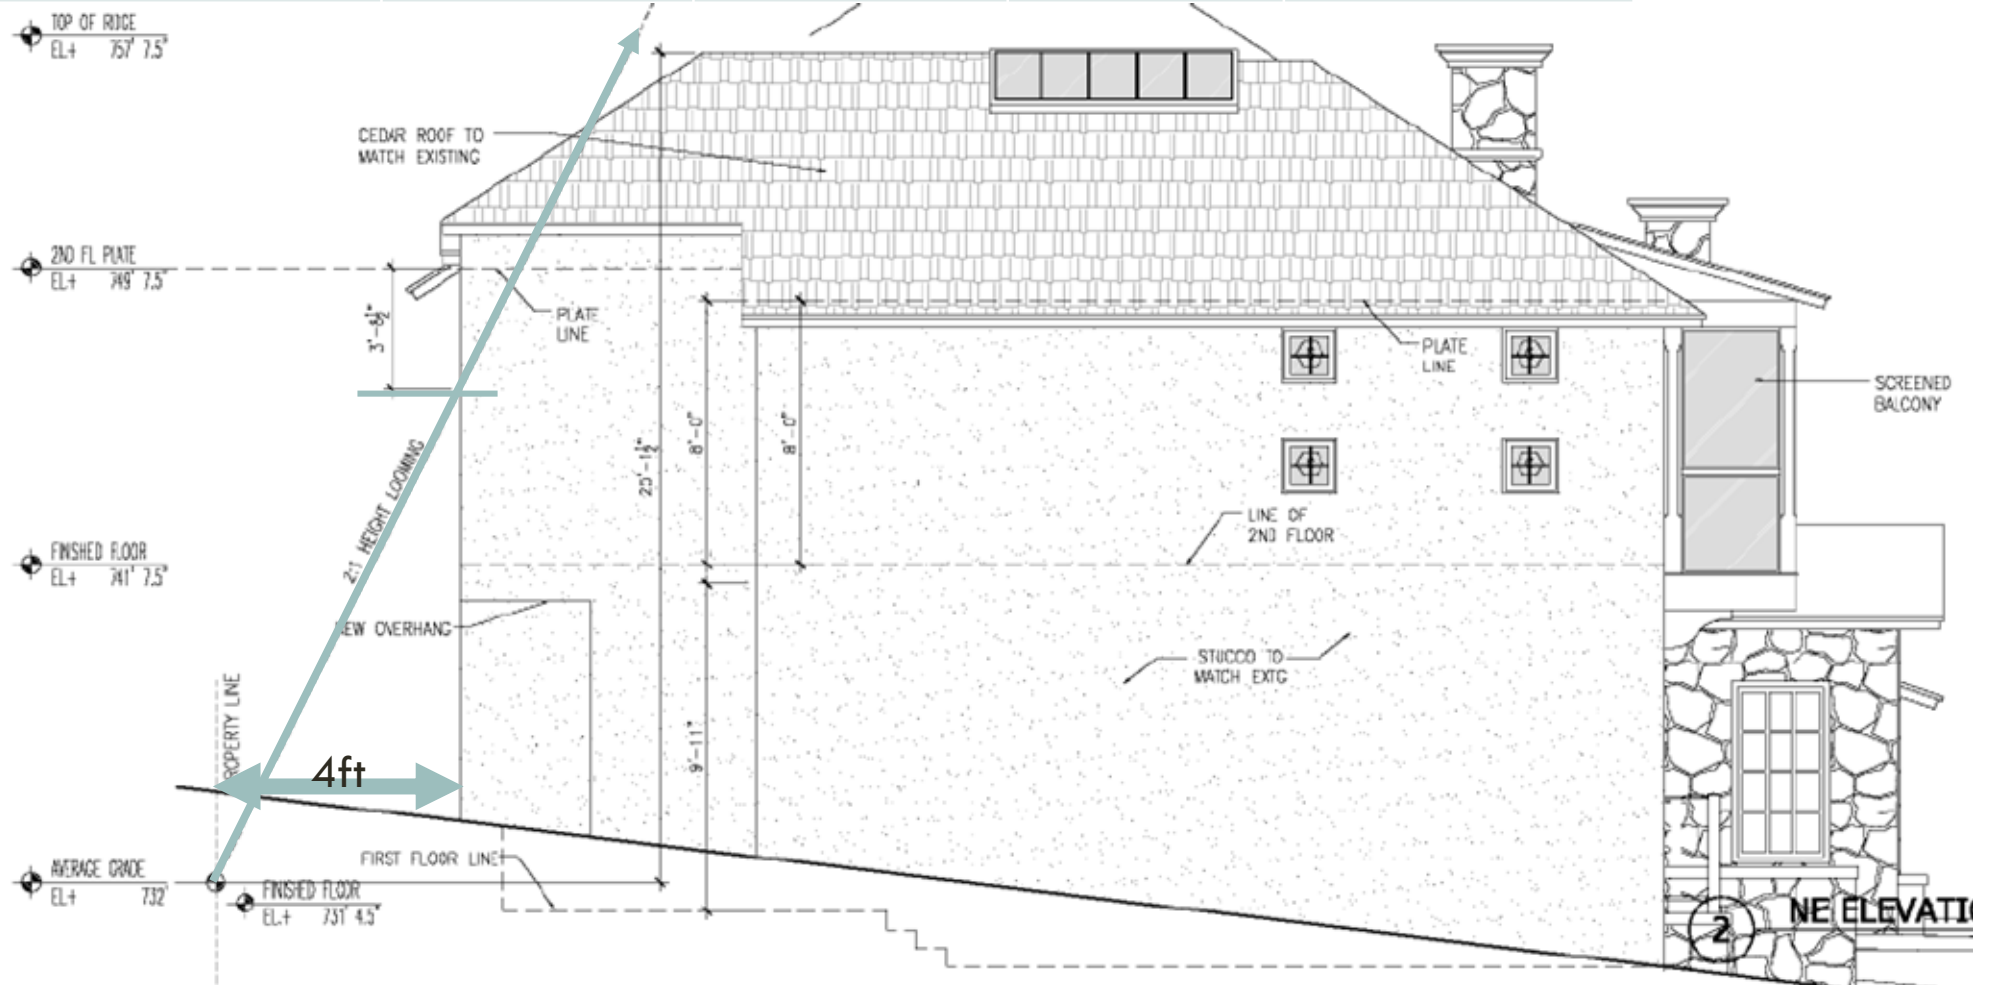 TOP OF RIDGE
EL+ 757' 7.5"
CEDAR ROOF TO
MATCH EXISTING
2ND FL PLATE
EL+ 749' 7.5"
PLATE
LINE
3'-8½"
PLATE
LINE
SCREENED
BALCONY
8'-0"
8'-0"
25'-1½"
2:1 HEIGHT LOOMING
LINE OF
2ND FLOOR
FINISHED FLOOR
EL+ 741' 7.5"
NEW OVERHANG
STUCCO TO
MATCH EXTG
PROPERTY LINE
9'-11"
4ft
FIRST FLOOR LINE
AVERAGE GRADE
EL+ 732'
FINISHED FLOOR
EL+ 731' 4.5"
2
NE ELEVATIO